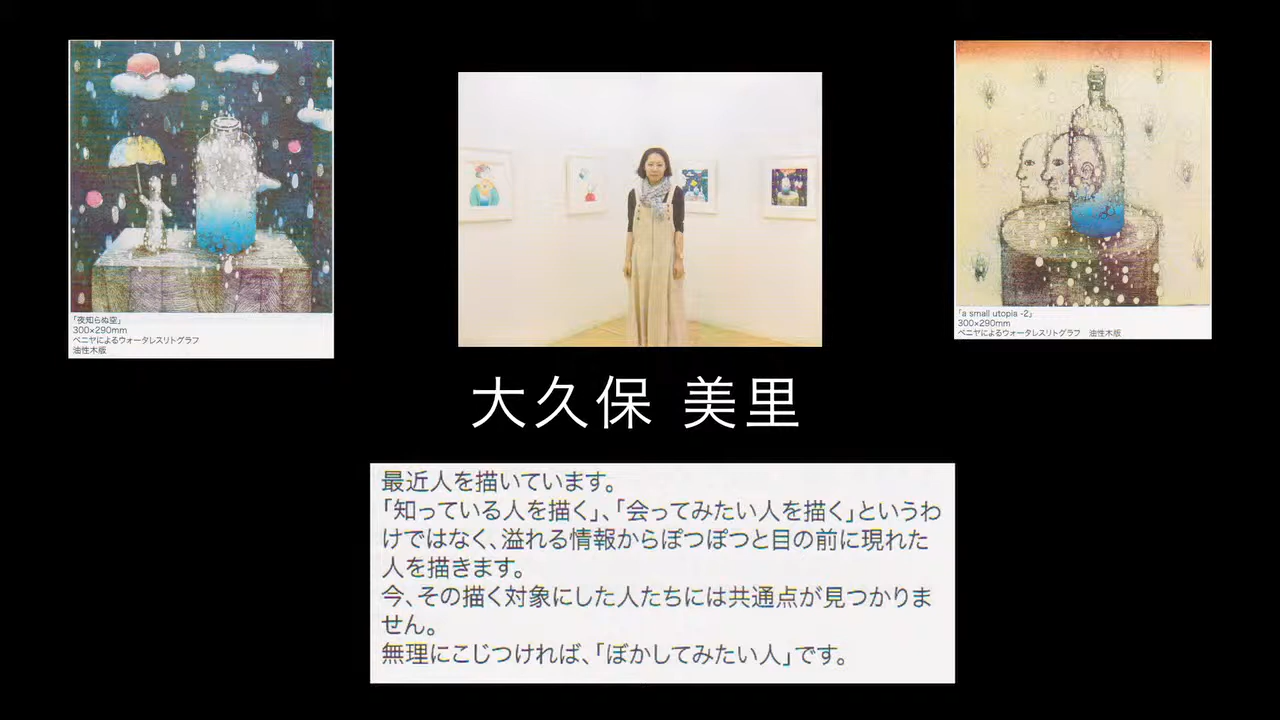 「夜知らぬ空」
300×290mm
ベニヤによるウォータレスリトグラフ
油性木版
「a small utopia -2」
300×290mm
ベニヤによるウォータレスリトグラフ　油性木版
大久保 美里
最近人を描いています。
「知っている人を描く」、「会ってみたい人を描く」というわ
けではなく、溢れる情報からぽつぽつと目の前に現れた
人を描きます。
今、その描く対象にした人たちには共通点が見つかりま
せん。
無理にこじつければ、「ぼかしてみたい人」です。